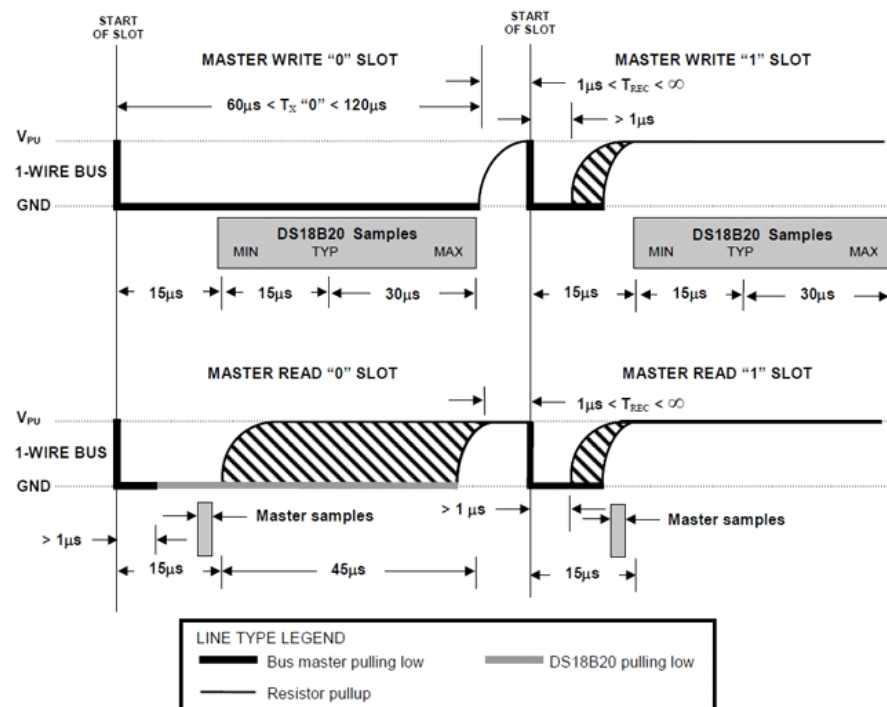 START
OF SLOT
START
OF SLOT
MASTER WRITE “0” SLOT
MASTER WRITE “1” SLOT
1μs < TREC < ∞
60μs < TX “0” < 120μs
> 1μs
VPU
1-WIRE BUS
GND
DS18B20 Samples
MIN TYP MAX
DS18B20 Samples
MIN TYP MAX
15μs 15μs 30μs
15μs 15μs 30μs
MASTER READ “0” SLOT
MASTER READ “1” SLOT
1μs < TREC < ∞
VPU
1-WIRE BUS
GND
Master samples
> 1 μs
Master samples
> 1μs
15μs 45μs
15μs
LINE TYPE LEGEND
Bus master pulling low
DS18B20 pulling low
Resistor pullup